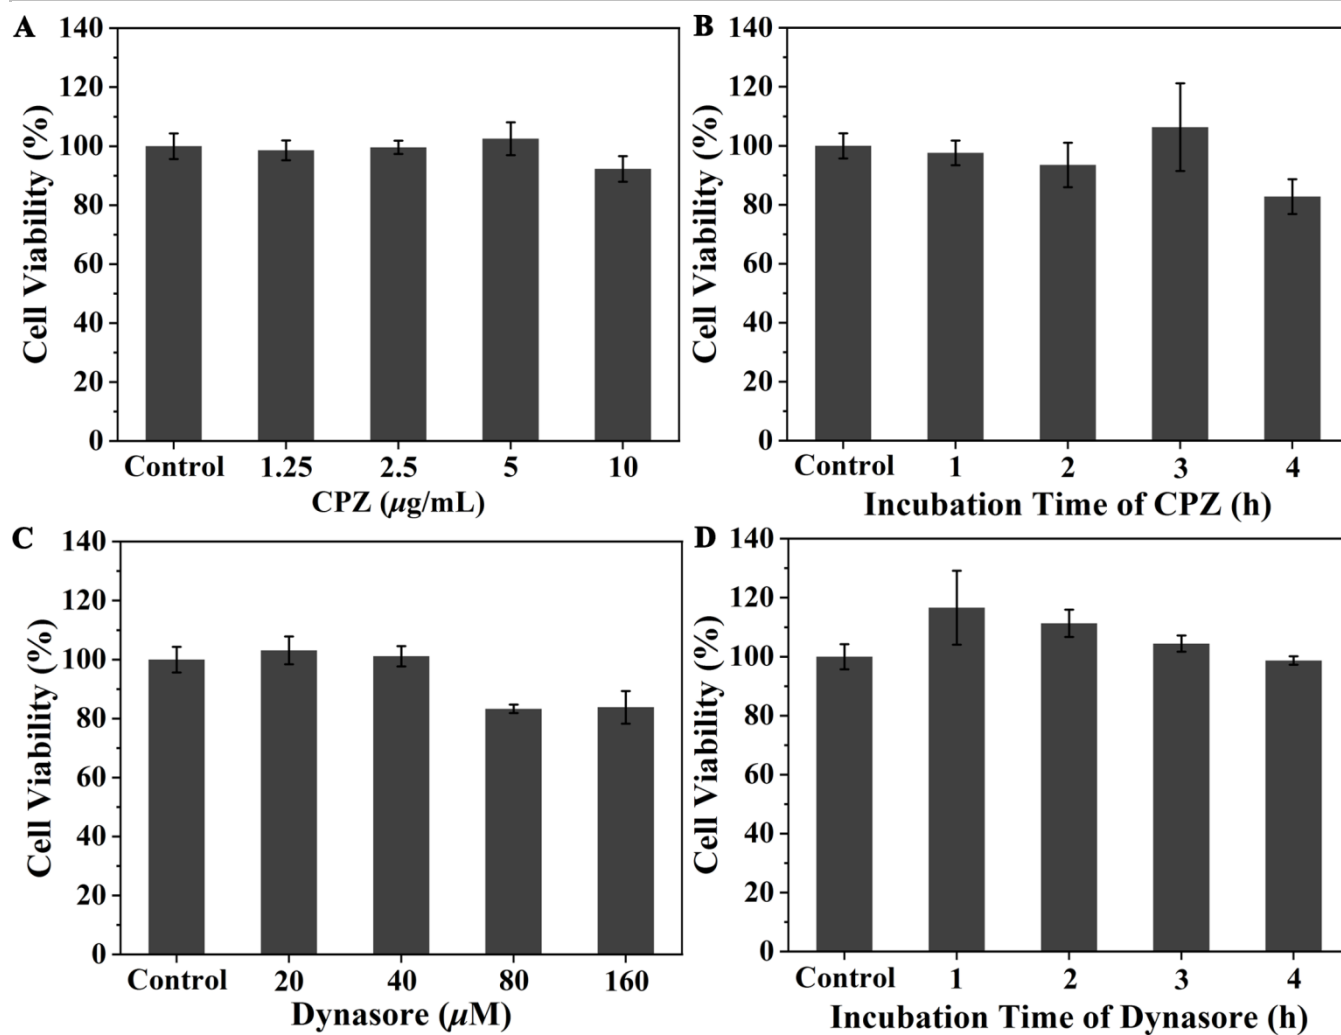 A
Cell Viability (%)
140
120
100
80
60
40
20
0
Control 1.25 2.5 5 10
CPZ (μg/mL)
B
Cell Viability (%)
140
120
100
80
60
40
20
0
Control 1 2 3 4
Incubation Time of CPZ (h)
C
Cell Viability (%)
140
120
100
80
60
40
20
0
Control 20 40 80 160
Dynasore (μM)
D
Cell Viability (%)
140
120
100
80
60
40
20
0
Control 1 2 3 4
Incubation Time of Dynasore (h)